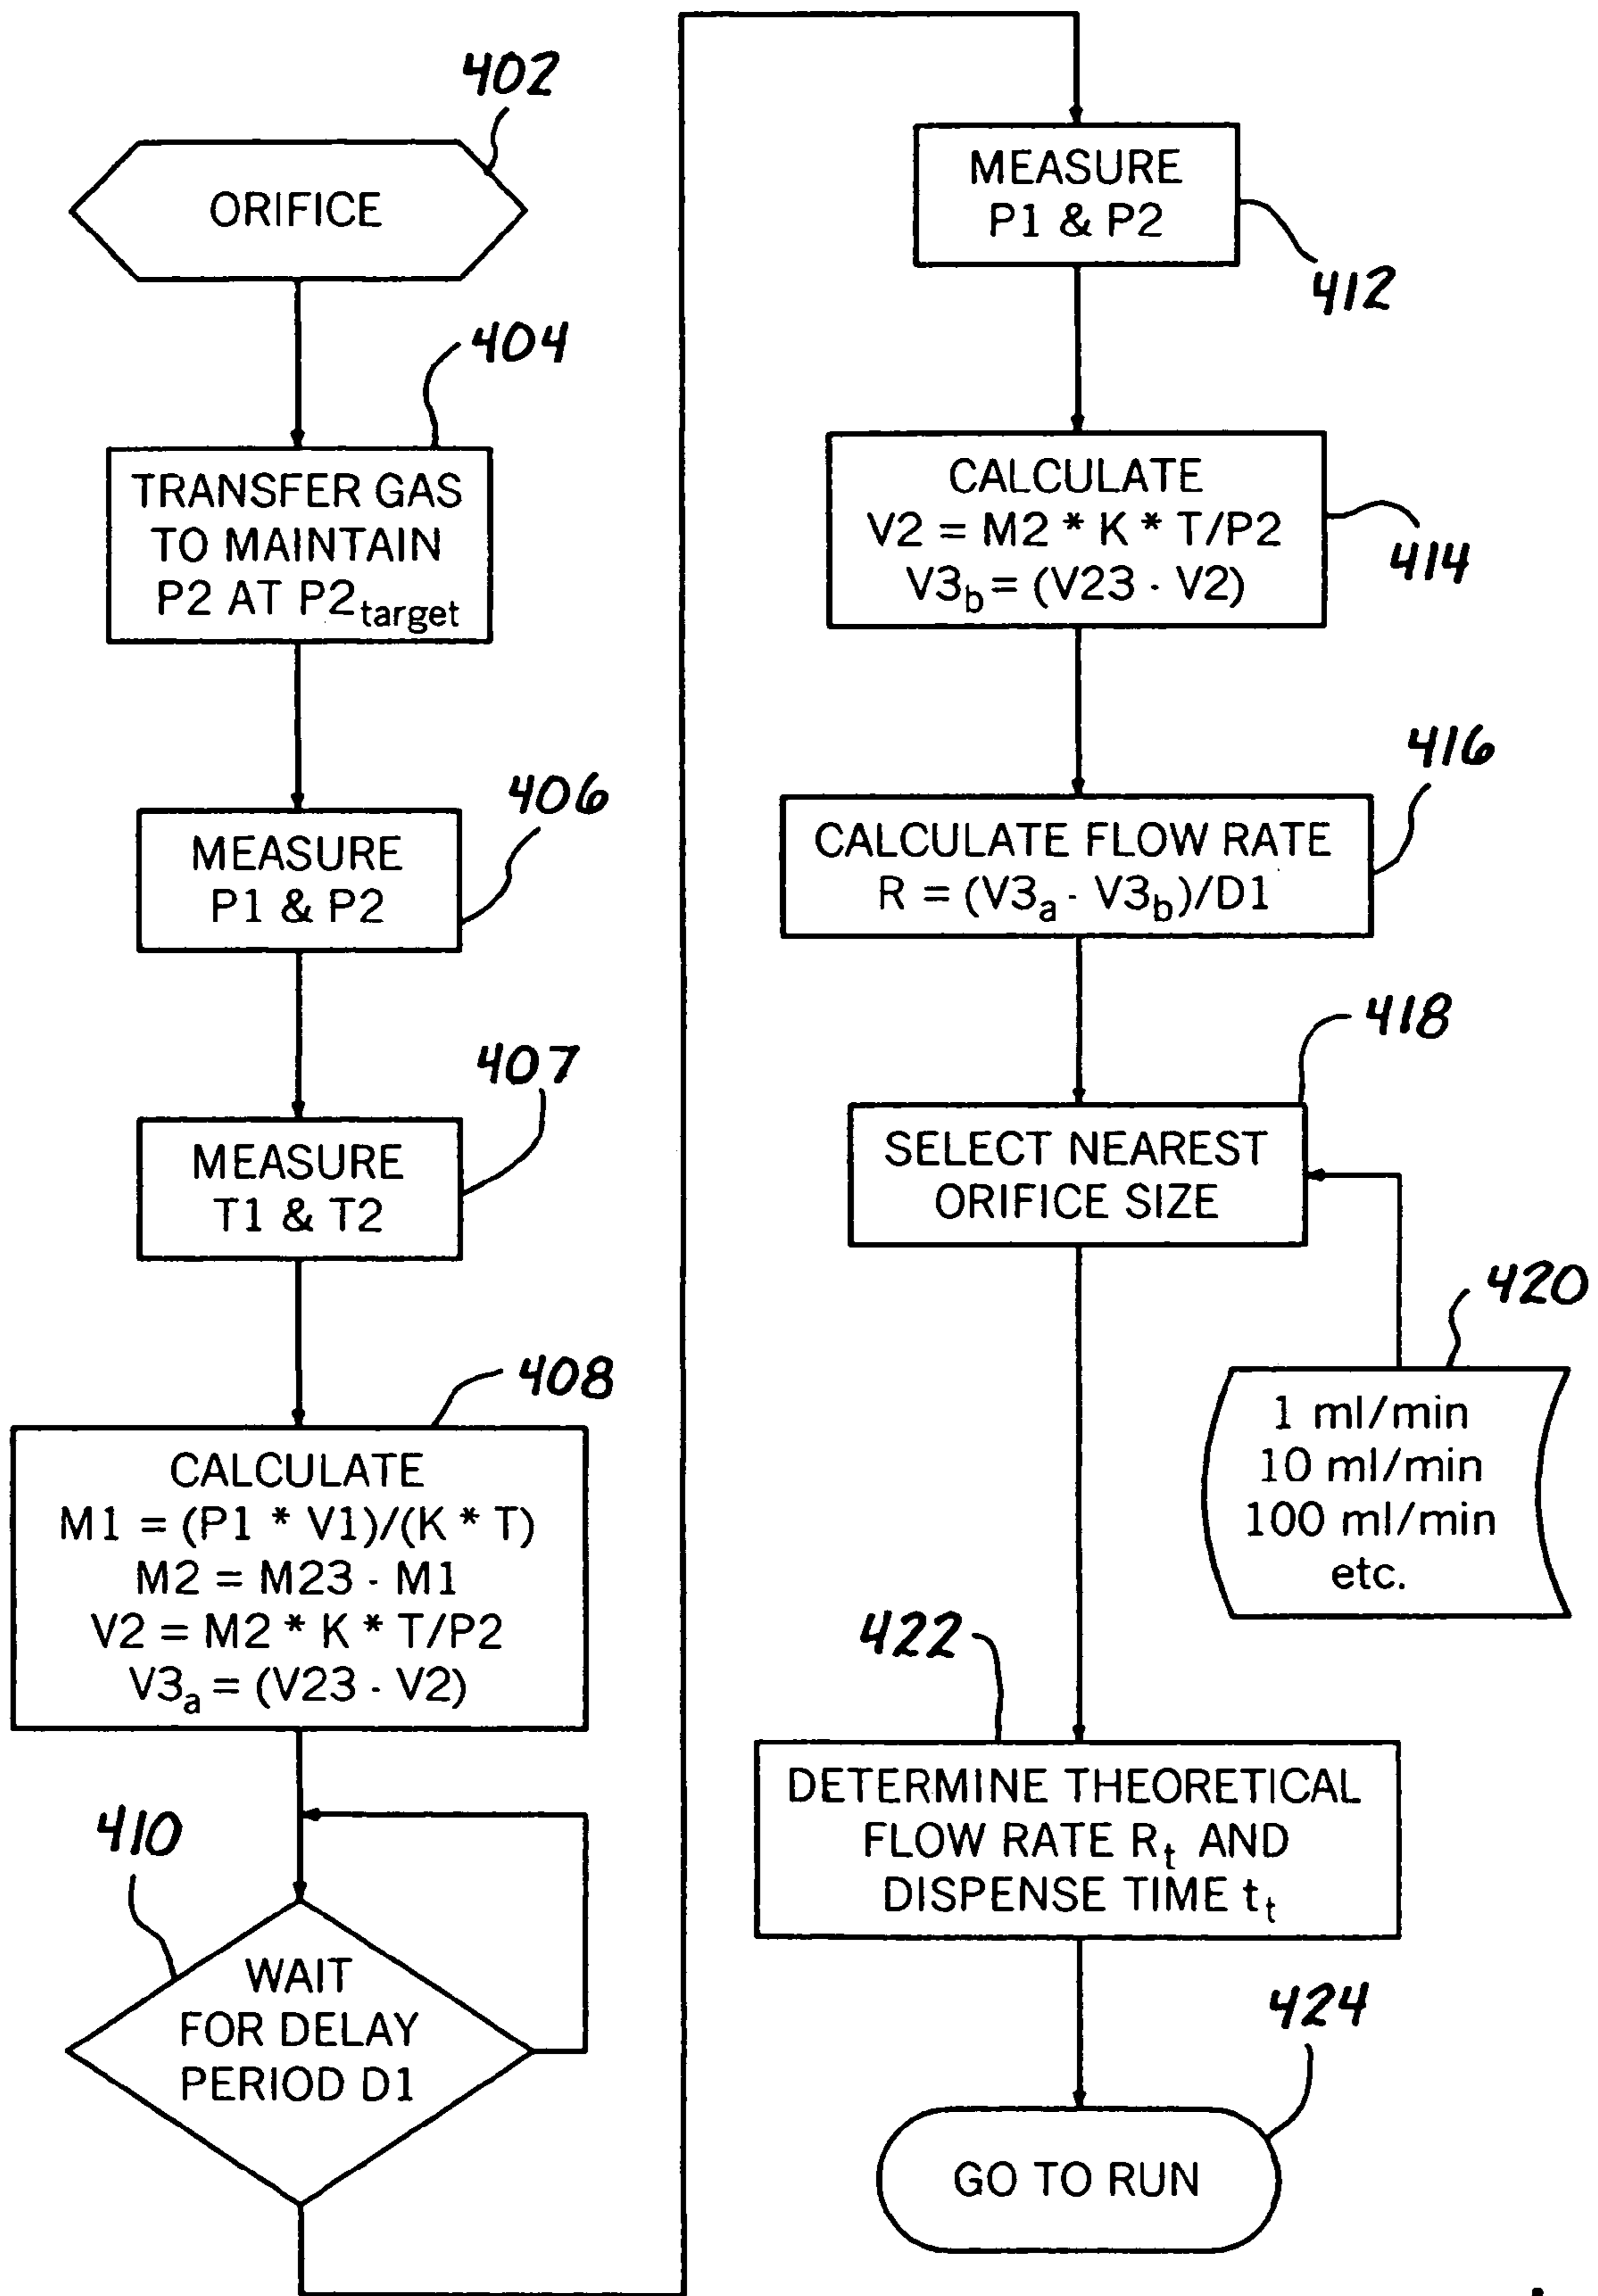 402
ORIFICE
404
TRANSFER GAS
TO MAINTAIN
P2 AT P2target
406
MEASURE
P1 & P2
407
MEASURE
T1 & T2
408
CALCULATE
M1 = (P1 * V1)/(K * T)
M2 = M23 - M1
V2 = M2 * K * T/P2
V3a = (V23 - V2)
410
WAIT
FOR DELAY
PERIOD D1
MEASURE
P1 & P2
412
CALCULATE
V2 = M2 * K * T/P2
V3b = (V23 - V2)
414
416
CALCULATE FLOW RATE
R = (V3a - V3b)/D1
418
SELECT NEAREST
ORIFICE SIZE
420
1 ml/min
10 ml/min
100 ml/min
etc.
422
DETERMINE THEORETICAL
FLOW RATE Rt AND
DISPENSE TIME tt
424
GO TO RUN